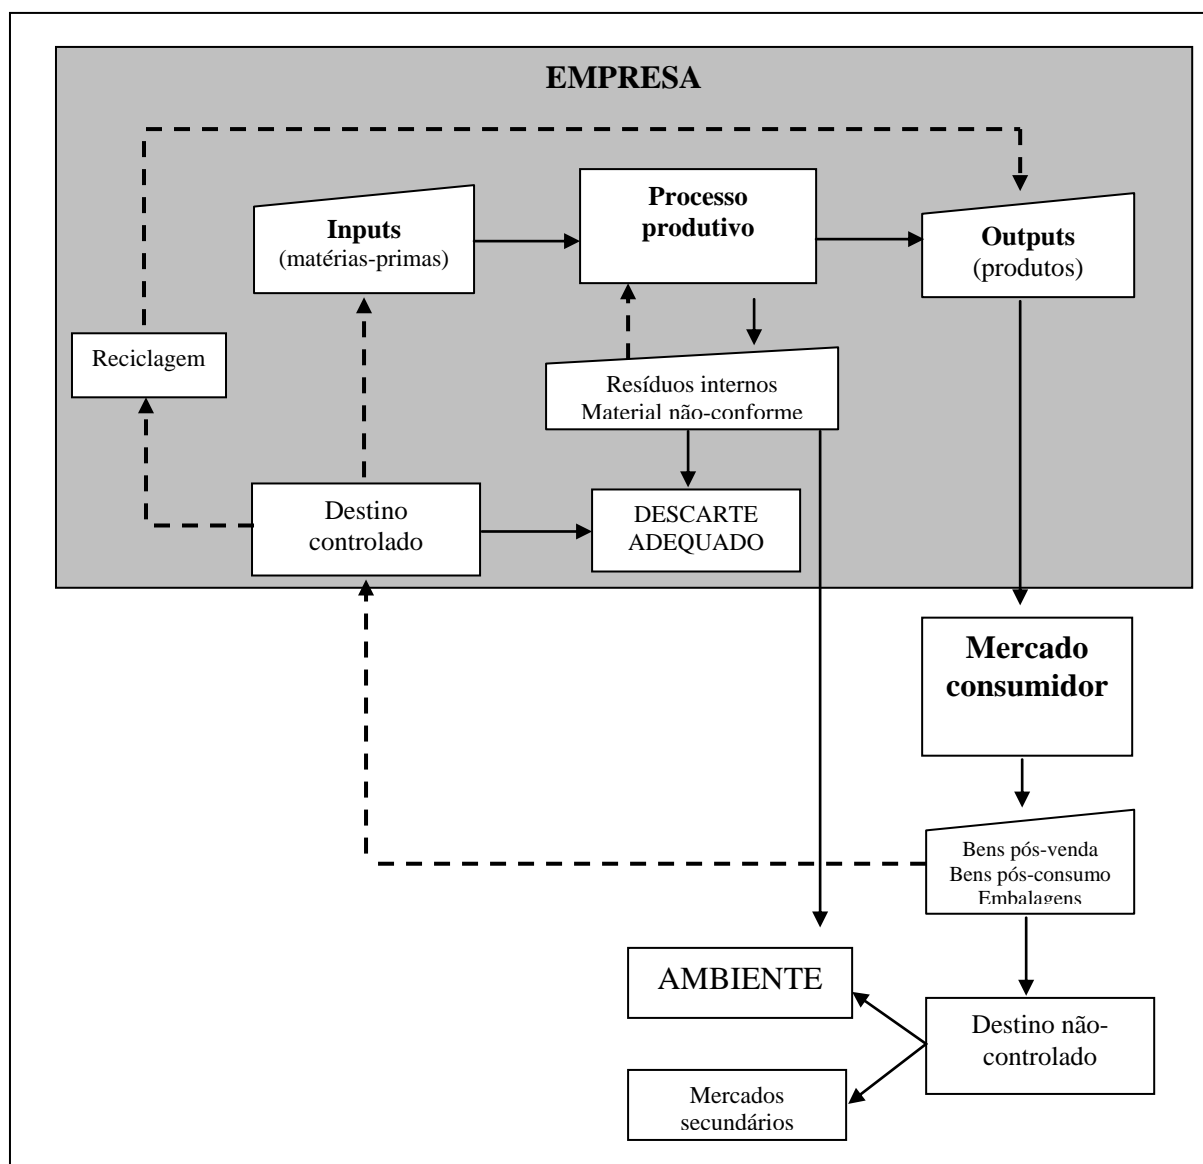 EMPRESA
Inputs
(matérias-primas)
Processo
produtivo
Outputs
(produtos)
Reciclagem
Resíduos internos
Material não-conforme
Destino
controlado
DESCARTE
ADEQUADO
Mercado
consumidor
Bens pós-venda
Bens pós-consumo
Embalagens
AMBIENTE
Destino não-
controlado
Mercados
secundários